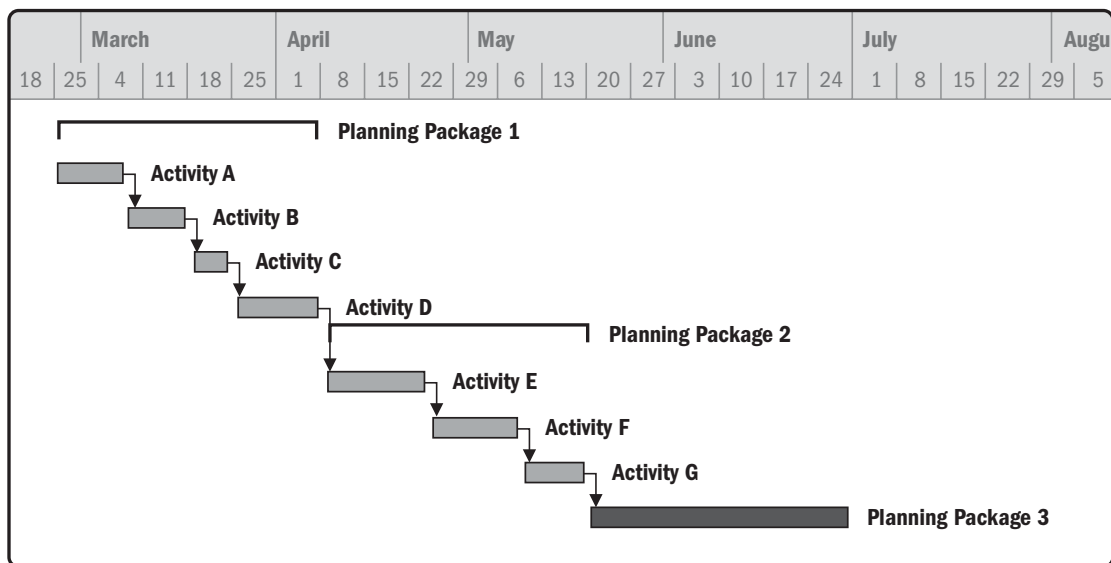 March April May June July Augu
18 25 4 11 18 25 1 8 15 22 29 6 13 20 27 3 10 17 24 1 8 15 22 29 5
Planning Package 1
Activity A
Activity B
Activity C
Activity D
Planning Package 2
Activity E
Activity F
Activity G
Planning Package 3